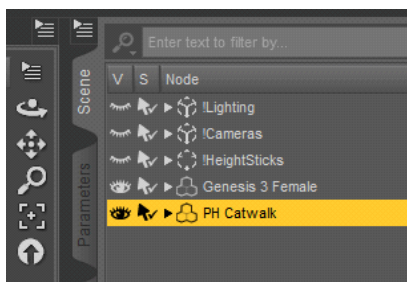 Enter text to filter by...
V S Node
!Lighting
!Cameras
!HeightSticks
Genesis 3 Female
PH Catwalk
Scene
Parameters